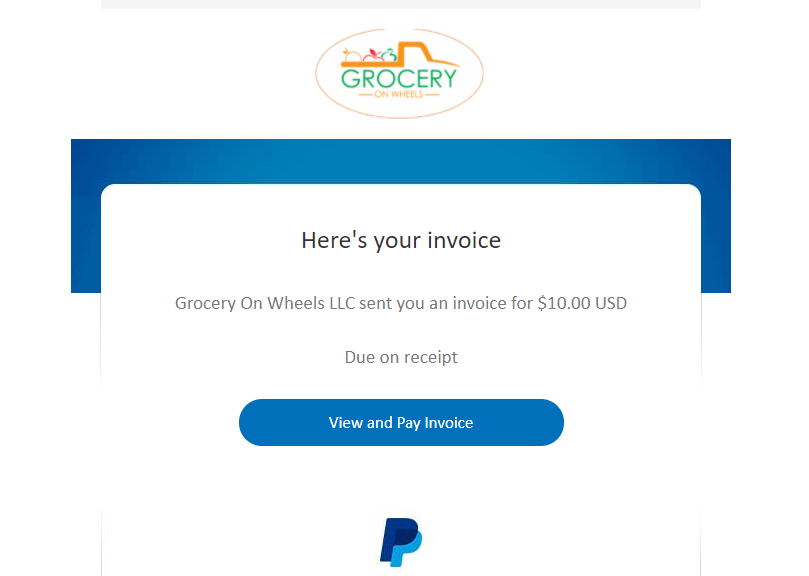 GROCERY
ON WHEELS
Here's your invoice
Grocery On Wheels LLC sent you an invoice for $10.00 USD
Due on receipt
View and Pay Invoice